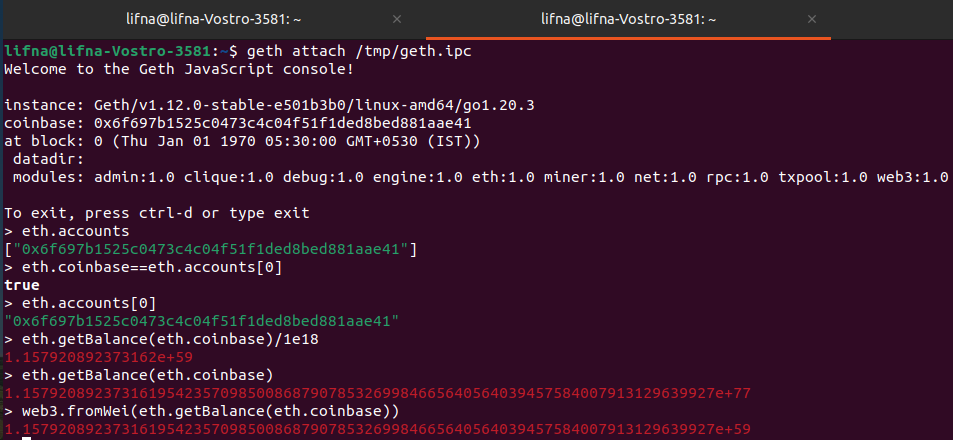 lifna@lifna-Vostro-3581: ~ × lifna@lifna-Vostro-3581: ~ ×
lifna@lifna-Vostro-3581:~$ geth attach /tmp/geth.ipc
Welcome to the Geth JavaScript console!
instance: Geth/v1.12.0-stable-e501b3b0/linux-amd64/go1.20.3
coinbase: 0x6f697b1525c0473c4c04f51f1ded8bed881aae41
at block: 0 (Thu Jan 01 1970 05:30:00 GMT+0530 (IST))
datadir:
modules: admin:1.0 clique:1.0 debug:1.0 engine:1.0 eth:1.0 miner:1.0 net:1.0 rpc:1.0 txpool:1.0 web3:1.0
To exit, press ctrl-d or type exit
> eth.accounts
["0x6f697b1525c0473c4c04f51f1ded8bed881aae41"]
> eth.coinbase==eth.accounts[0]
true
> eth.accounts[0]
"0x6f697b1525c0473c4c04f51f1ded8bed881aae41"
> eth.getBalance(eth.coinbase)/1e18
1.157920892373162e+59
> eth.getBalance(eth.coinbase)
1.15792089237316195423570985008687907853269984665640564039457584007913129639927e+77
> web3.fromWei(eth.getBalance(eth.coinbase))
1.15792089237316195423570985008687907853269984665640564039457584007913129639927e+59